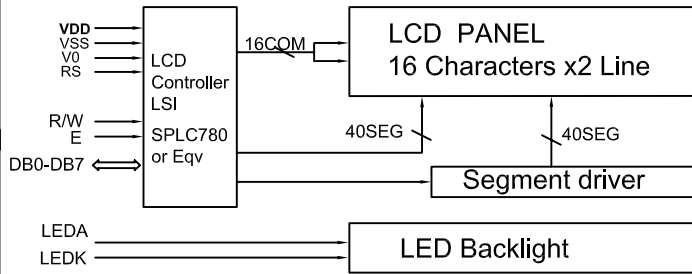 VDD
VSS
V0
RS
R/W
E
DB0-DB7
LCD
Controller
LSI
SPLC780
or Eqv
16COM
LCD PANEL
16 Characters x2 Line
40SEG
40SEG
Segment driver
LEDA
LEDK
LED Backlight